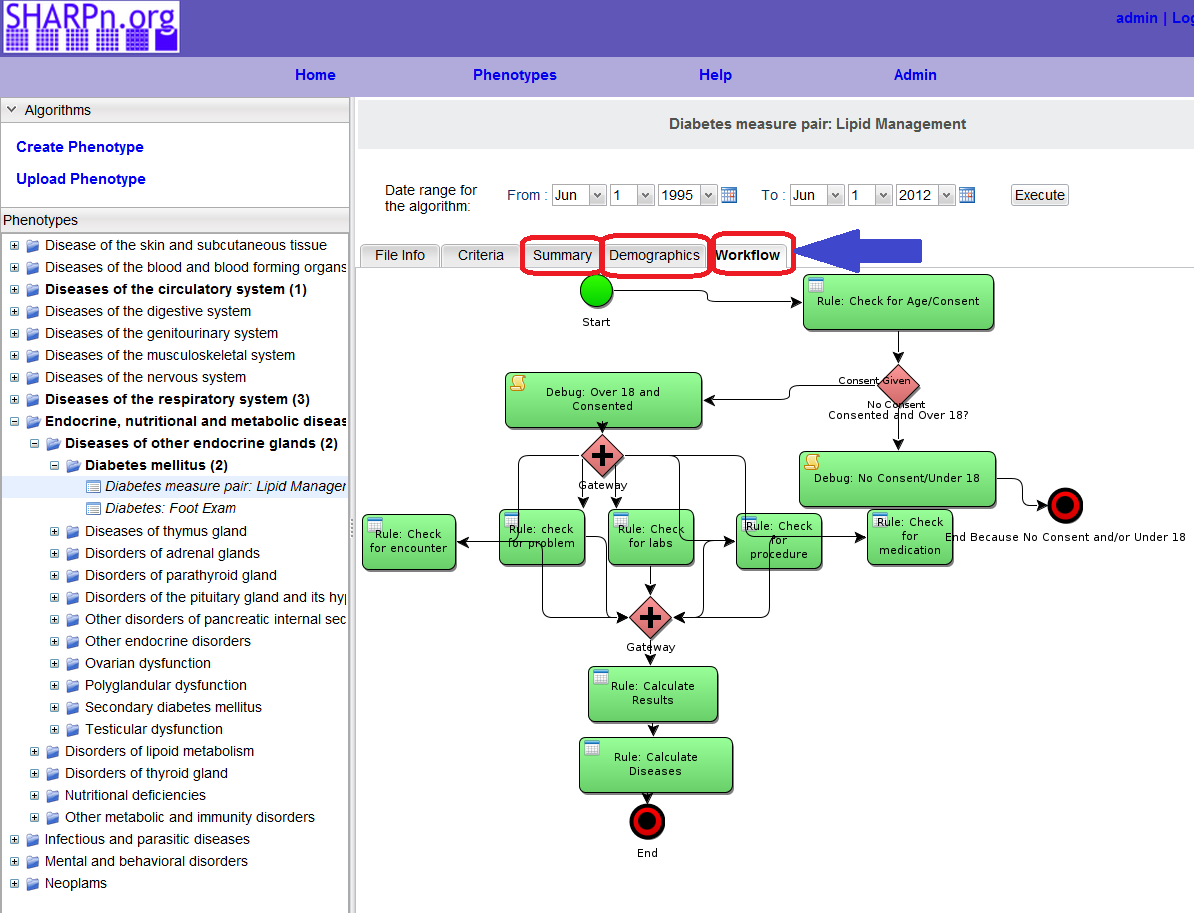 SHARPn.org
admin | Log
Home
Phenotypes
Help
Admin
Algorithms
Create Phenotype
Upload Phenotype
Phenotypes
Disease of the skin and subcutaneous tissue
Diseases of the blood and blood forming organs
Diseases of the circulatory system (1)
Diseases of the digestive system
Diseases of the genitourinary system
Diseases of the musculoskeletal system
Diseases of the nervous system
Diseases of the respiratory system (3)
Endocrine, nutritional and metabolic diseas
Diseases of other endocrine glands (2)
Diabetes mellitus (2)
Diabetes measure pair: Lipid Manager
Diabetes: Foot Exam
Diseases of thymus gland
Disorders of adrenal glands
Disorders of parathyroid gland
Disorders of the pituitary gland and its hyp
Other disorders of pancreatic internal sec
Other endocrine disorders
Ovarian dysfunction
Polyglandular dysfunction
Secondary diabetes mellitus
Testicular dysfunction
Disorders of lipoid metabolism
Disorders of thyroid gland
Nutritional deficiencies
Other metabolic and immunity disorders
Infectious and parasitic diseases
Mental and behavioral disorders
Neoplams
Diabetes measure pair: Lipid Management
Date range for
the algorithm:
From : Jun 1 1995 To : Jun 1 2012 Execute
File Info
Criteria
Summary
Demographics
Workflow
Start
Rule: Check for Age/Consent
Consent Given
No Consent
Consented and Over 18?
Debug: Over 18 and
Consented
Gateway
Debug: No Consent/Under 18
End Because No Consent and/or Under 18
Rule: Check
for encounter
Rule: check
for problem
Rule: Check
for labs
Rule: Check
for
procedure
Rule: Check
for
medication
Gateway
Rule: Calculate
Results
Rule: Calculate
Diseases
End